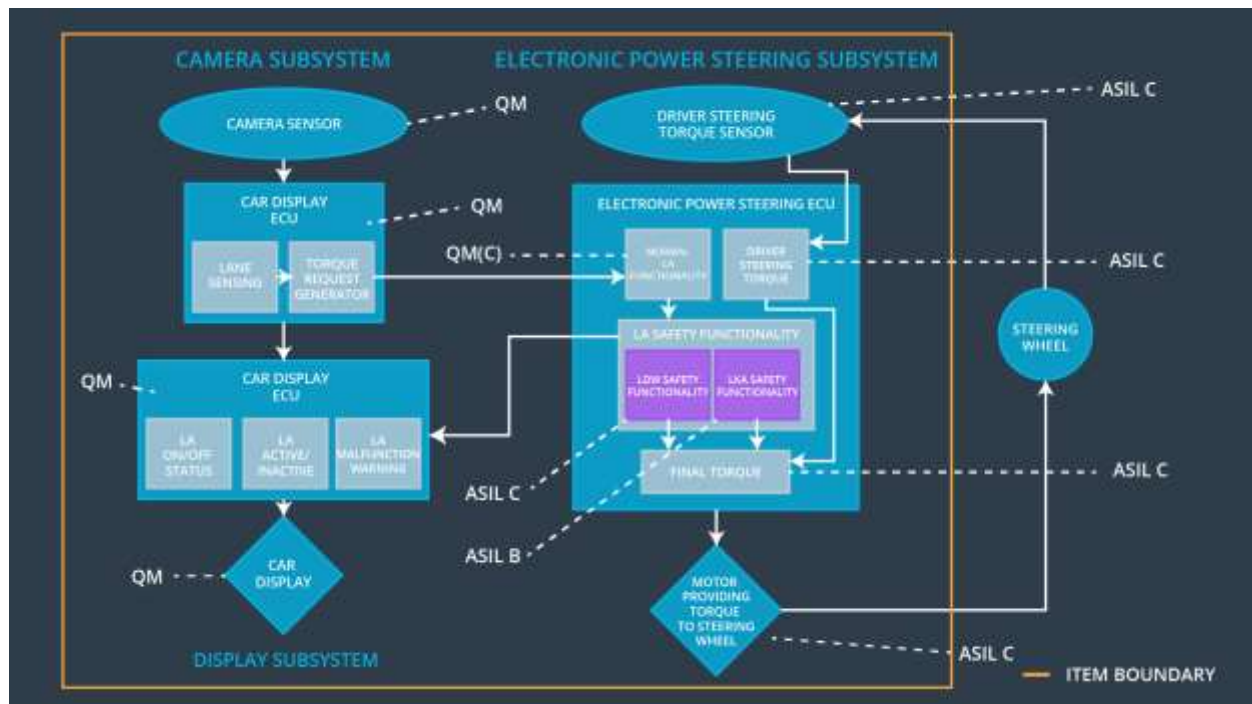 CAMERA SUBSYSTEM
ELECTRONIC POWER STEERING SUBSYSTEM
CAMERA SENSOR
QM
DRIVER STEERING
TORQUE SENSOR
ASIL C
CAR DISPLAY
ECU
QM
LANE
SENSING
TORQUE
REQUEST
GENERATOR
ELECTRONIC POWER STEERING ECU
QM(C)
LA
FUNCTIONALITY
DRIVER
STEERING
TORQUE
ASIL C
LA SAFETY FUNCTIONALITY
LDW SAFETY
FUNCTIONALITY
LKA SAFETY
FUNCTIONALITY
STEERING
WHEEL
QM
CAR DISPLAY
ECU
LA
ON/OFF
STATUS
LA
ACTIVE/
INACTIVE
LA
MALFUNCTION
WARNING
FINAL TORQUE
ASIL C
ASIL C
ASIL B
QM
CAR
DISPLAY
MOTOR
PROVIDING
TORQUE
TO STEERING
WHEEL
ASIL C
DISPLAY SUBSYSTEM
ITEM BOUNDARY